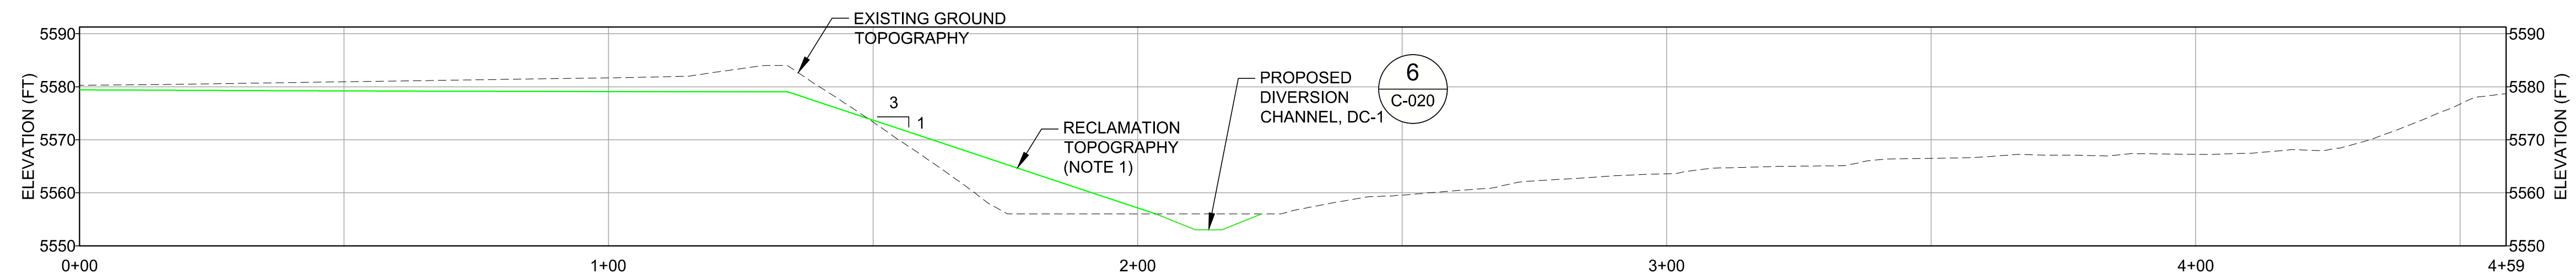 EXISTING GROUND
TOPOGRAPHY
5590
5590
6
C-020
PROPOSED
DIVERSION
CHANNEL, DC-1
ELEVATION (FT)
5580
5580
ELEVATION (FT)
3
1
RECLAMATION
TOPOGRAPHY
(NOTE 1)
5570
5570
5560
5560
5550
5550
0+00
1+00
2+00
3+00
4+00
4+59